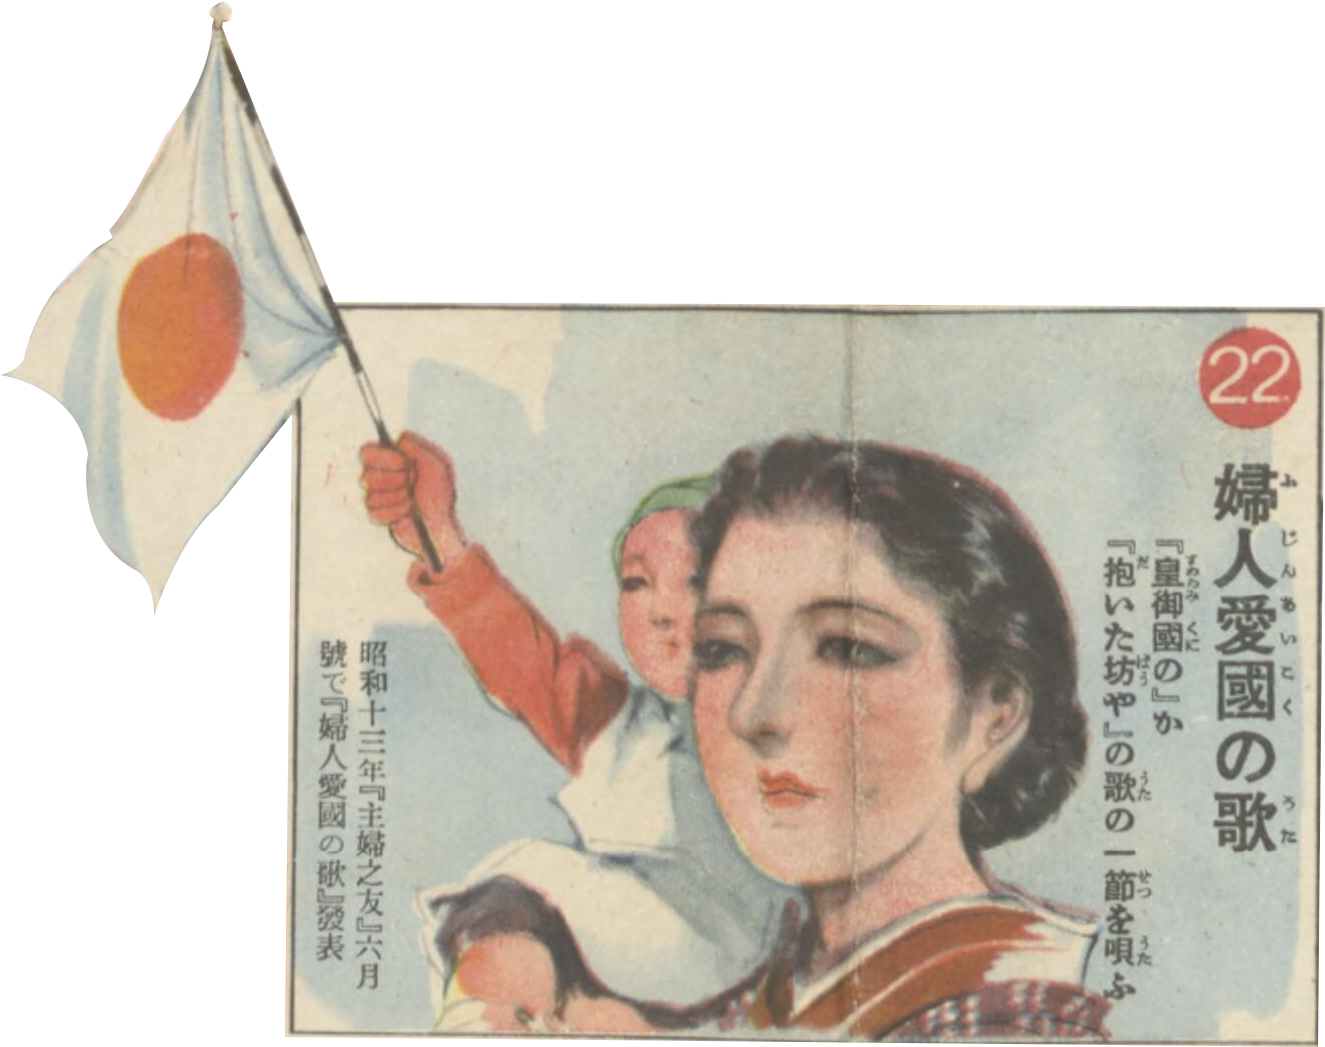 22
婦人愛國の歌
『皇御國の』か
『抱いた坊や』の歌の一節を唄ふ
昭和十三年『主婦之友』六月
號で『婦人愛國の歌』發表